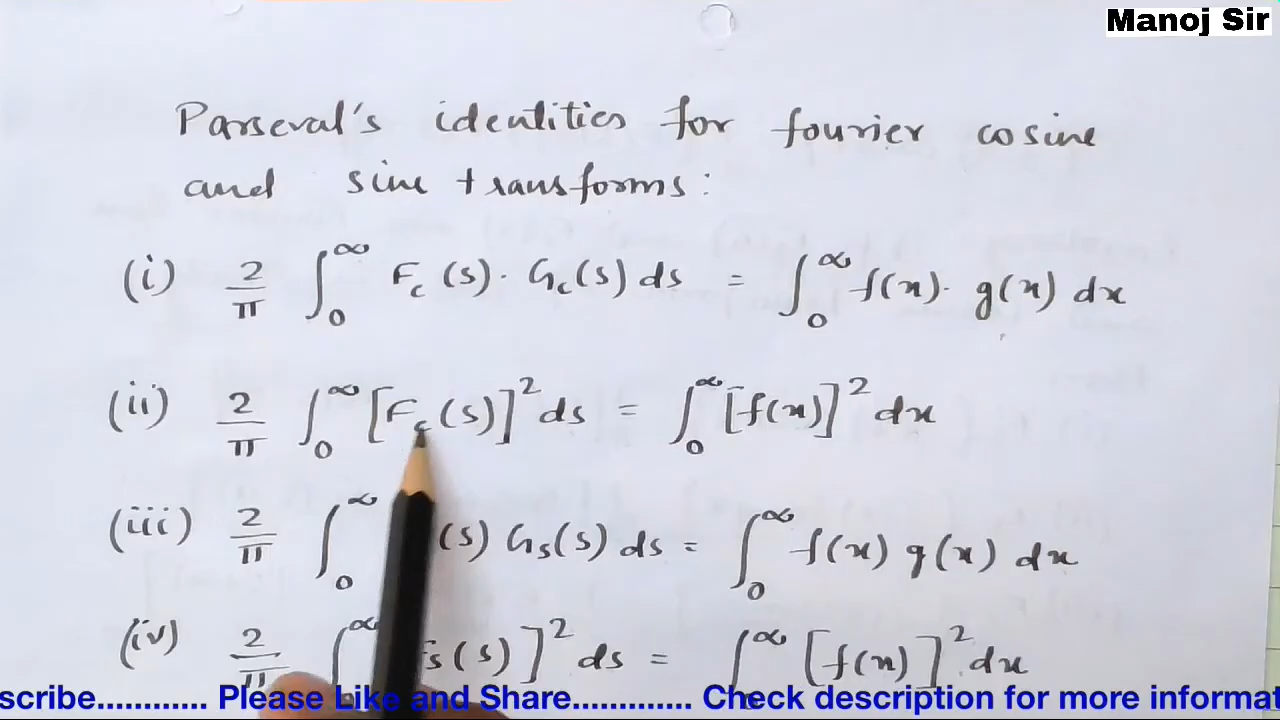 Manoj Sir
Parseval's identities for fourier cosine
and sine transforms:
(i) 2/π ∫₀^∞ F_c(s)· G_c(s) ds = ∫₀^∞ f(x)· g(x) dx
(ii) 2/π ∫₀^∞ [F_c(s)]² ds = ∫₀^∞ [f(x)]² dx
(iii) 2/π ∫₀^∞ (s) G_s(s) ds = ∫₀^∞ f(x) g(x) dx
(iv) 2/π ∫^∞ F_s(s)]² ds = ∫₀^∞ [f(x)]² dx
scribe............ Please Like and Share............. Check description for more informat